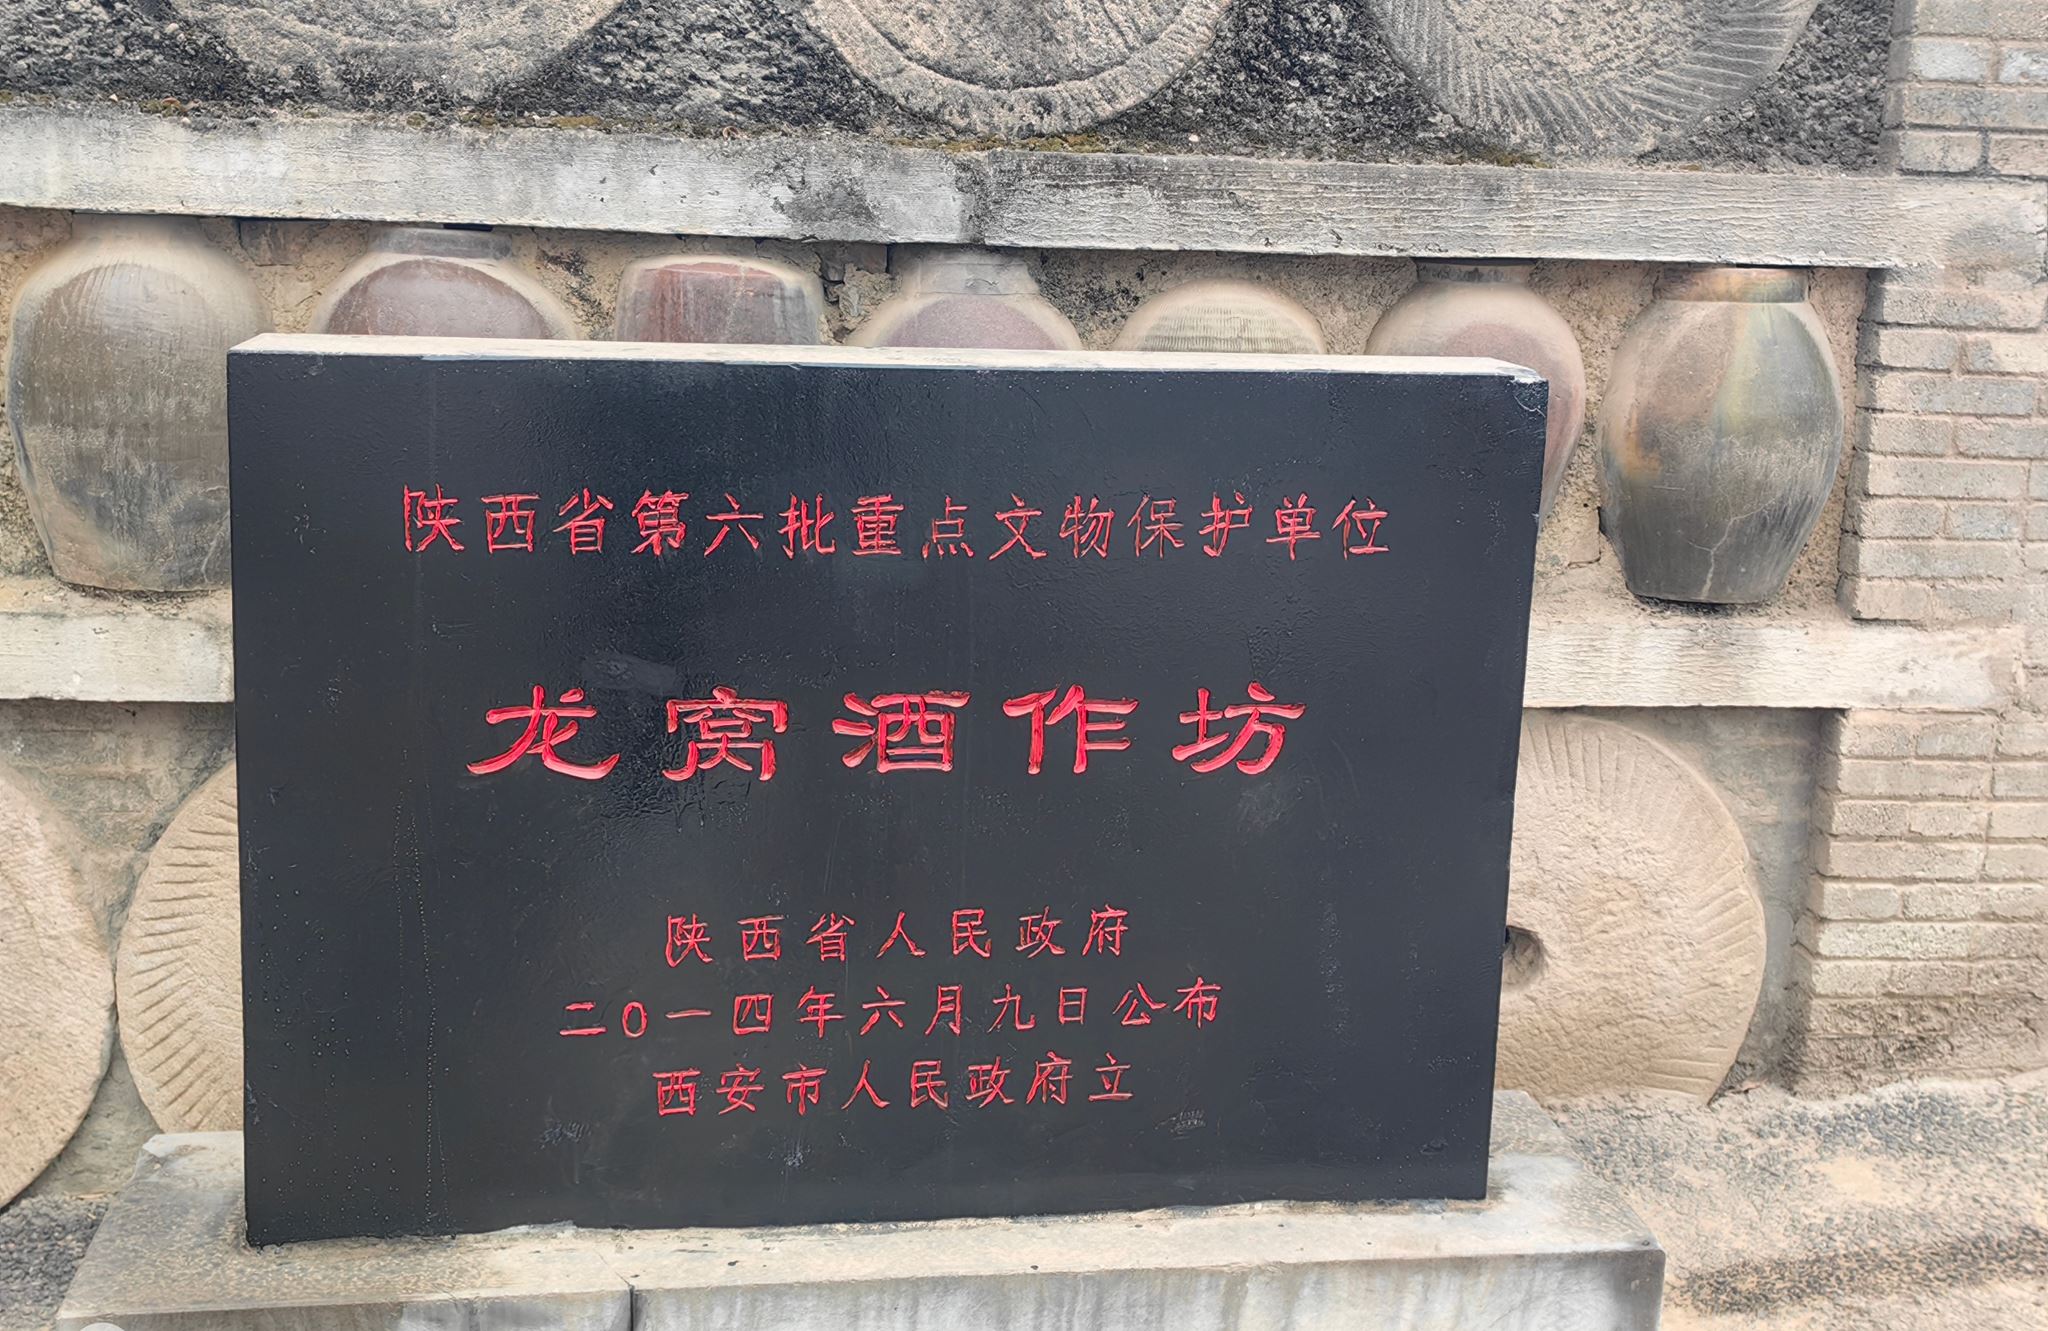 陕西省第六批重点文物保护单位
龙窝酒作坊
陕西省人民政府
二0一四年六月九日公布
西安市人民政府立